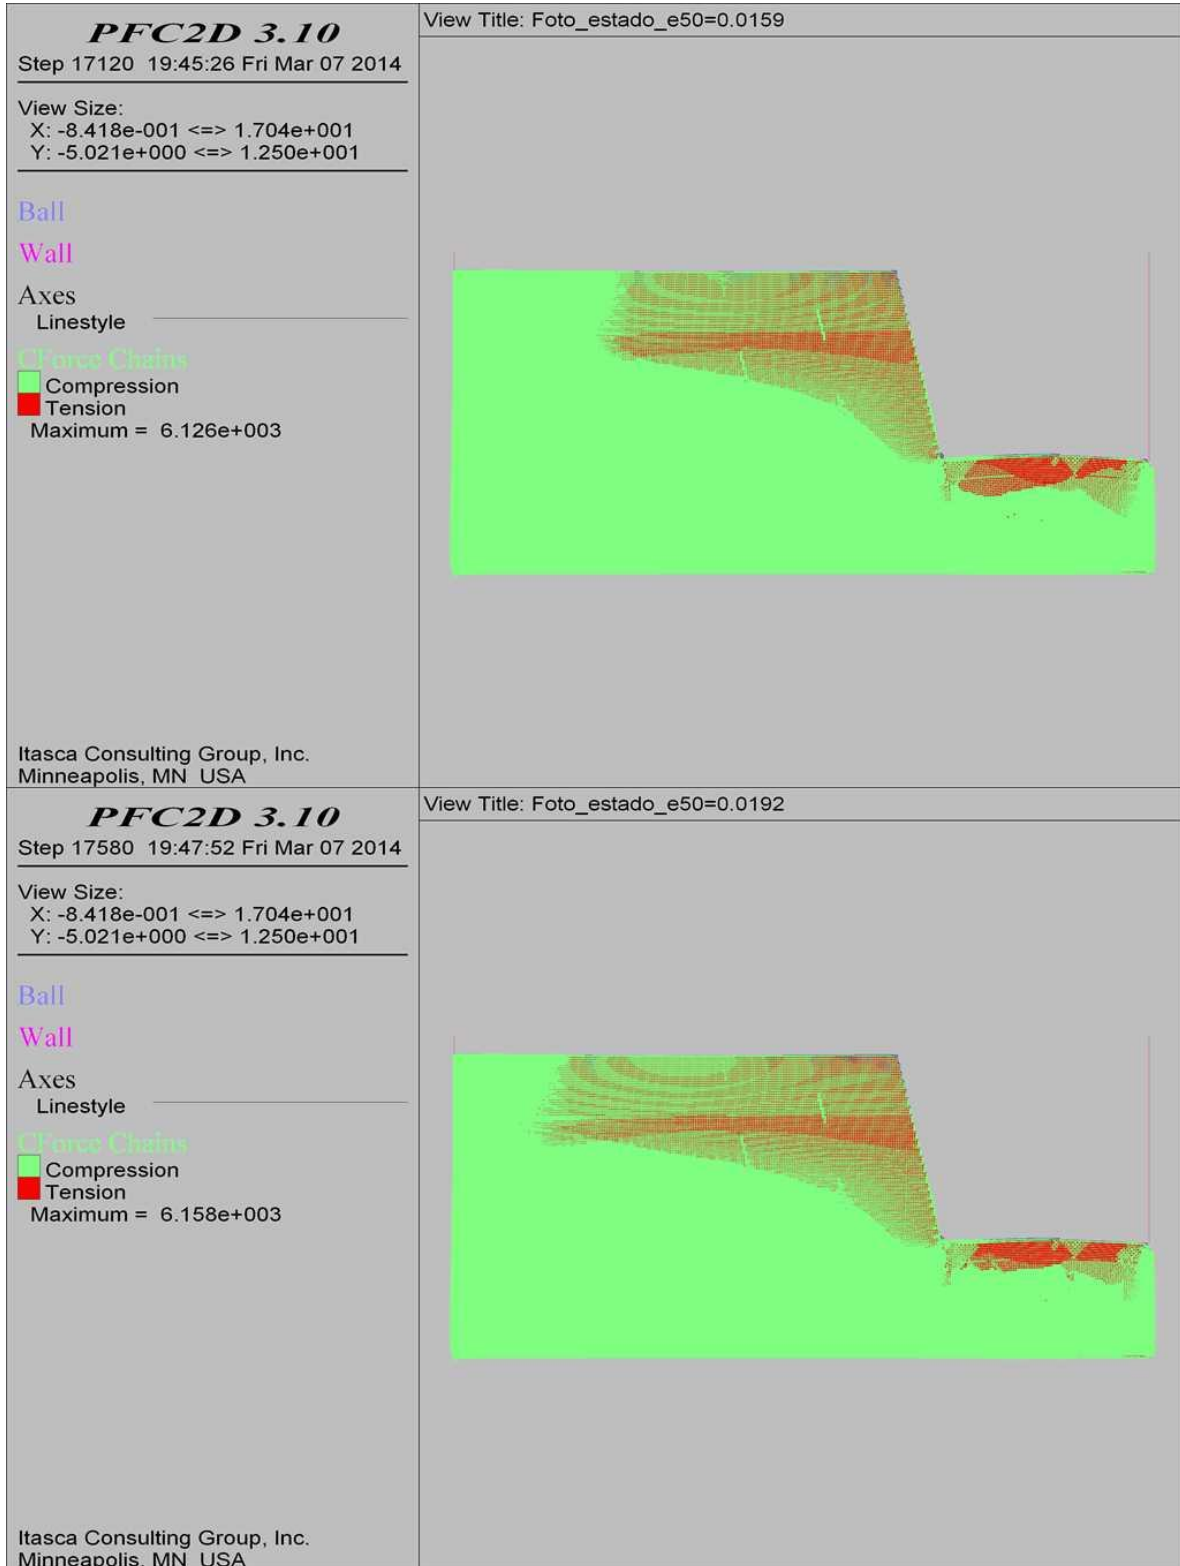 PFC2D 3.10
Step 17120 19:45:26 Fri Mar 07 2014
View Size:
X: -8.418e-001 <=> 1.704e+001
Y: -5.021e+000 <=> 1.250e+001
Ball
Wall
Axes
Linestyle
CForce Chains
Compression
Tension
Maximum = 6.126e+003
Itasca Consulting Group, Inc.
Minneapolis, MN USA
View Title: Foto_estado_e50=0.0159
PFC2D 3.10
Step 17580 19:47:52 Fri Mar 07 2014
View Size:
X: -8.418e-001 <=> 1.704e+001
Y: -5.021e+000 <=> 1.250e+001
Ball
Wall
Axes
Linestyle
CForce Chains
Compression
Tension
Maximum = 6.158e+003
Itasca Consulting Group, Inc.
Minneapolis, MN USA
View Title: Foto_estado_e50=0.0192